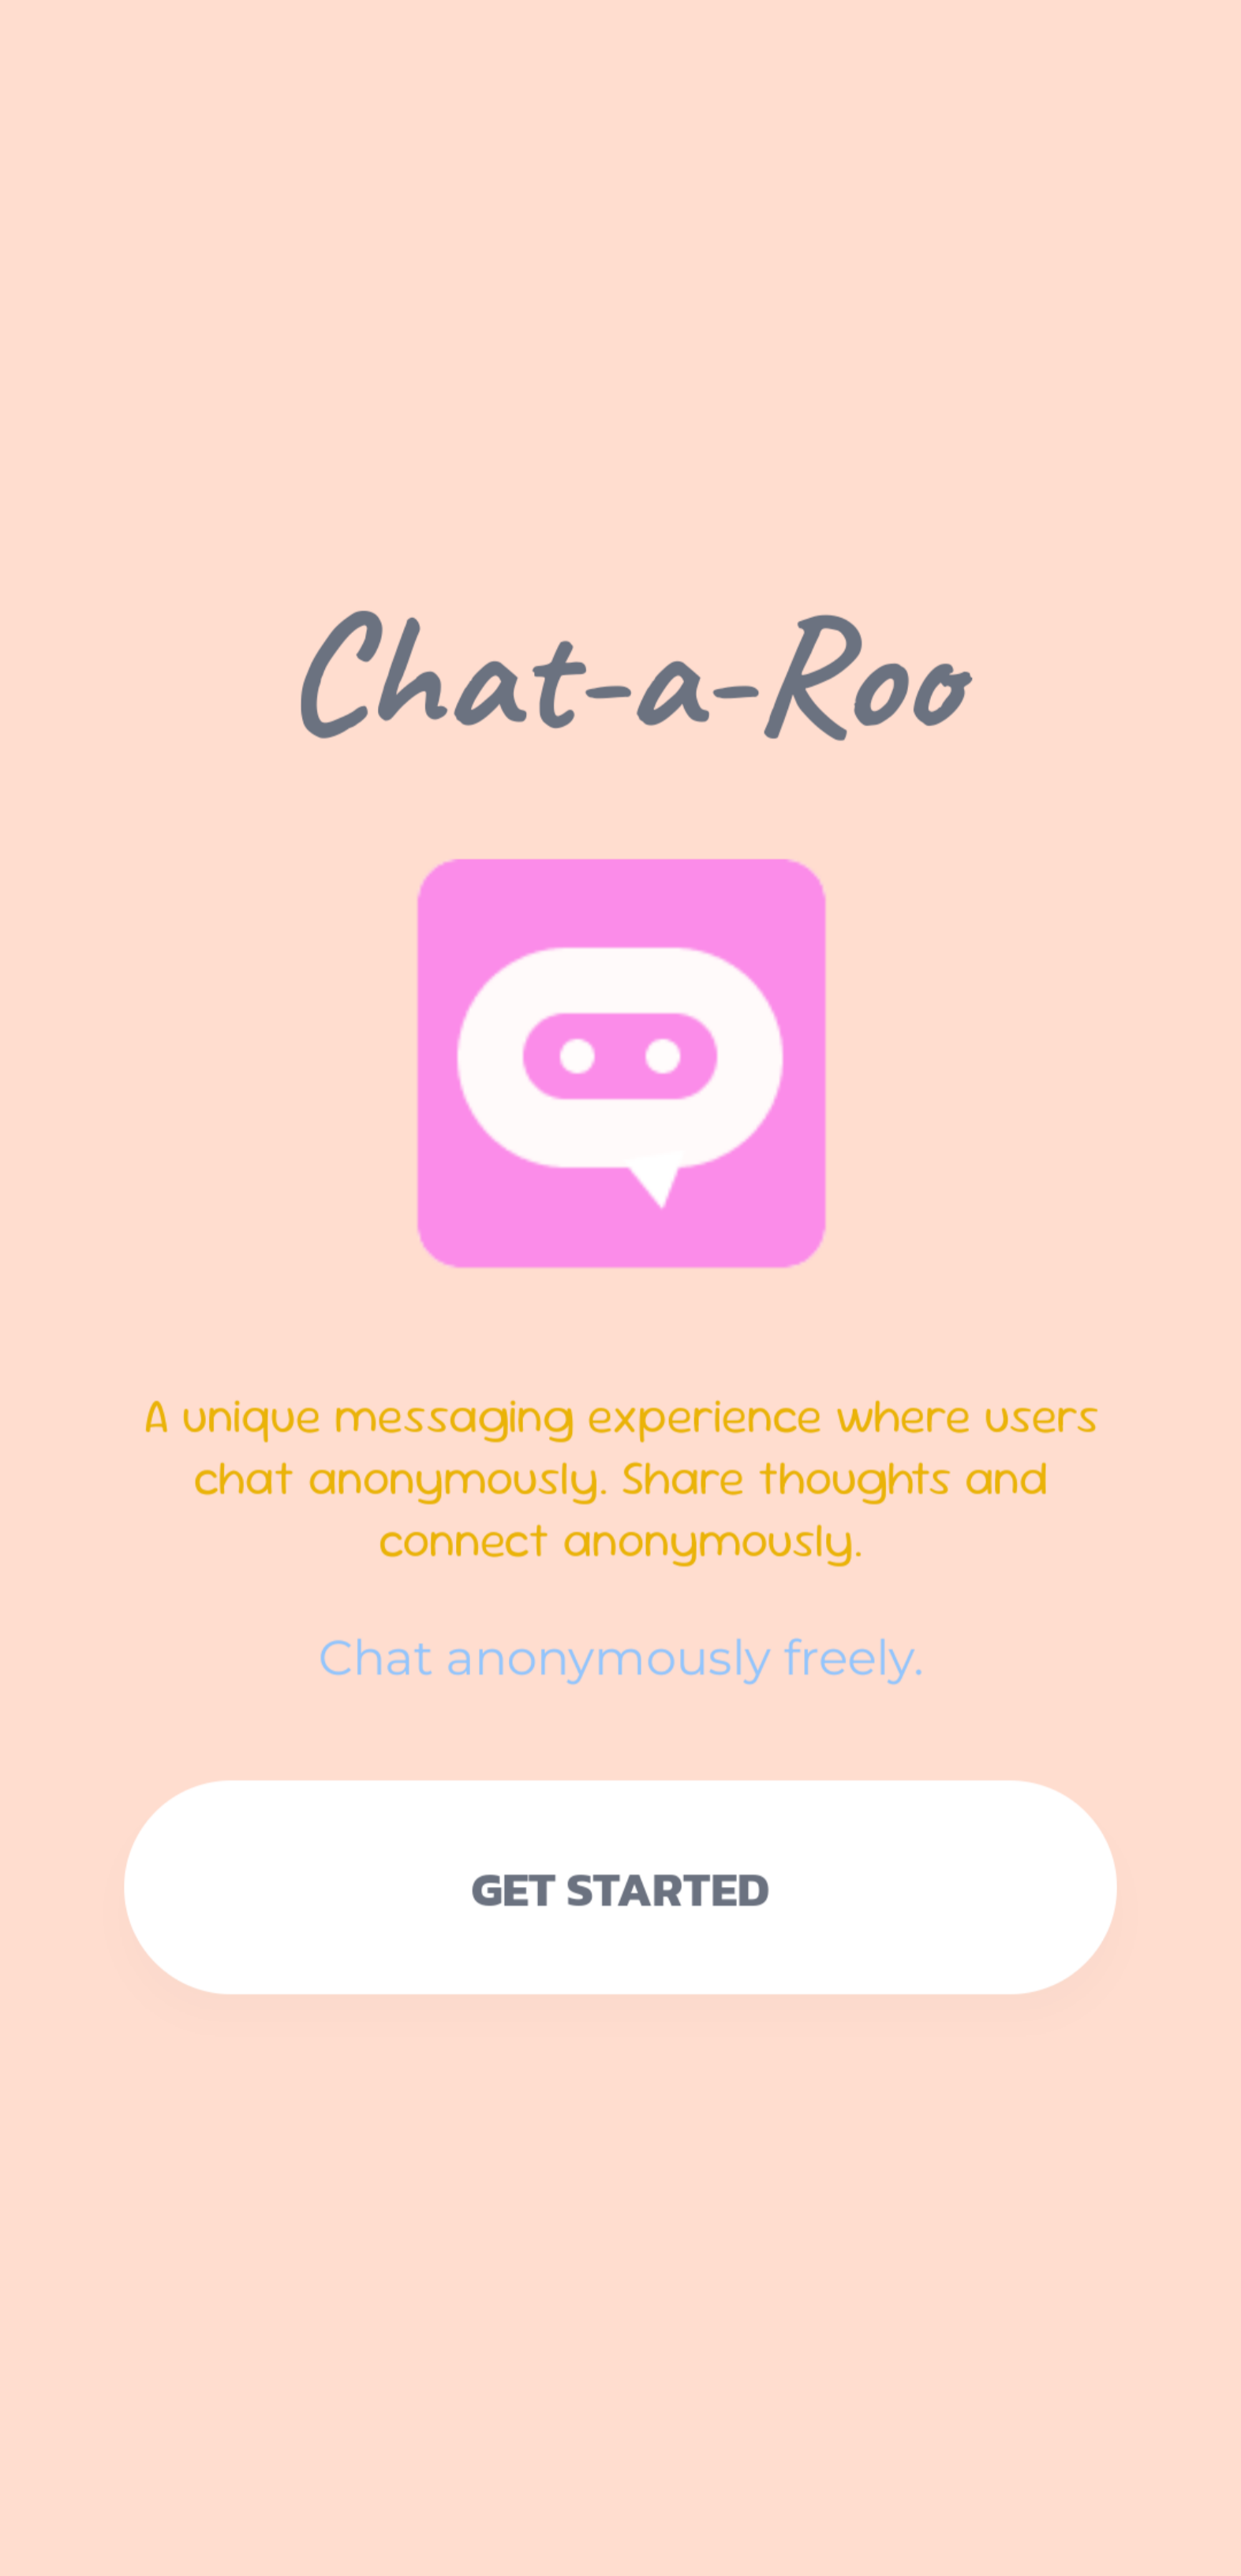 Chat-a-Roo
A unique messaging experience where users
chat anonymously. Share thoughts and
connect anonymously.
Chat anonymously freely.
GET STARTED